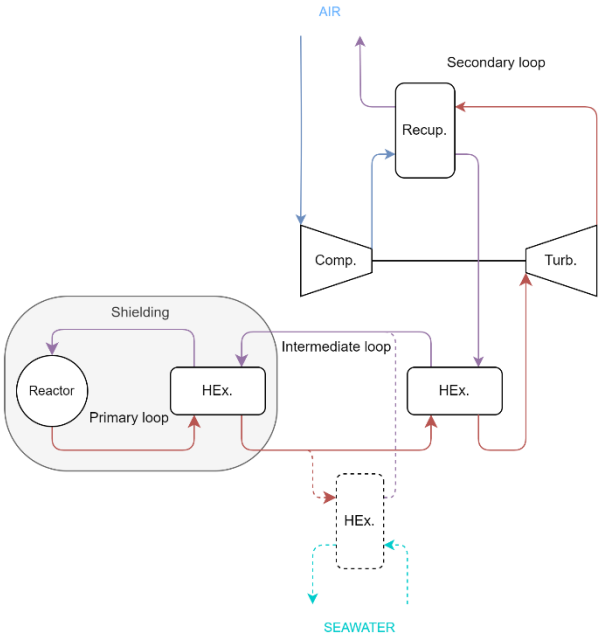 AIR
Secondary loop
Recup.
Comp.
Turb.
Shielding
Intermediate loop
Reactor
HEx.
HEx.
Primary loop
HEx.
SEAWATER